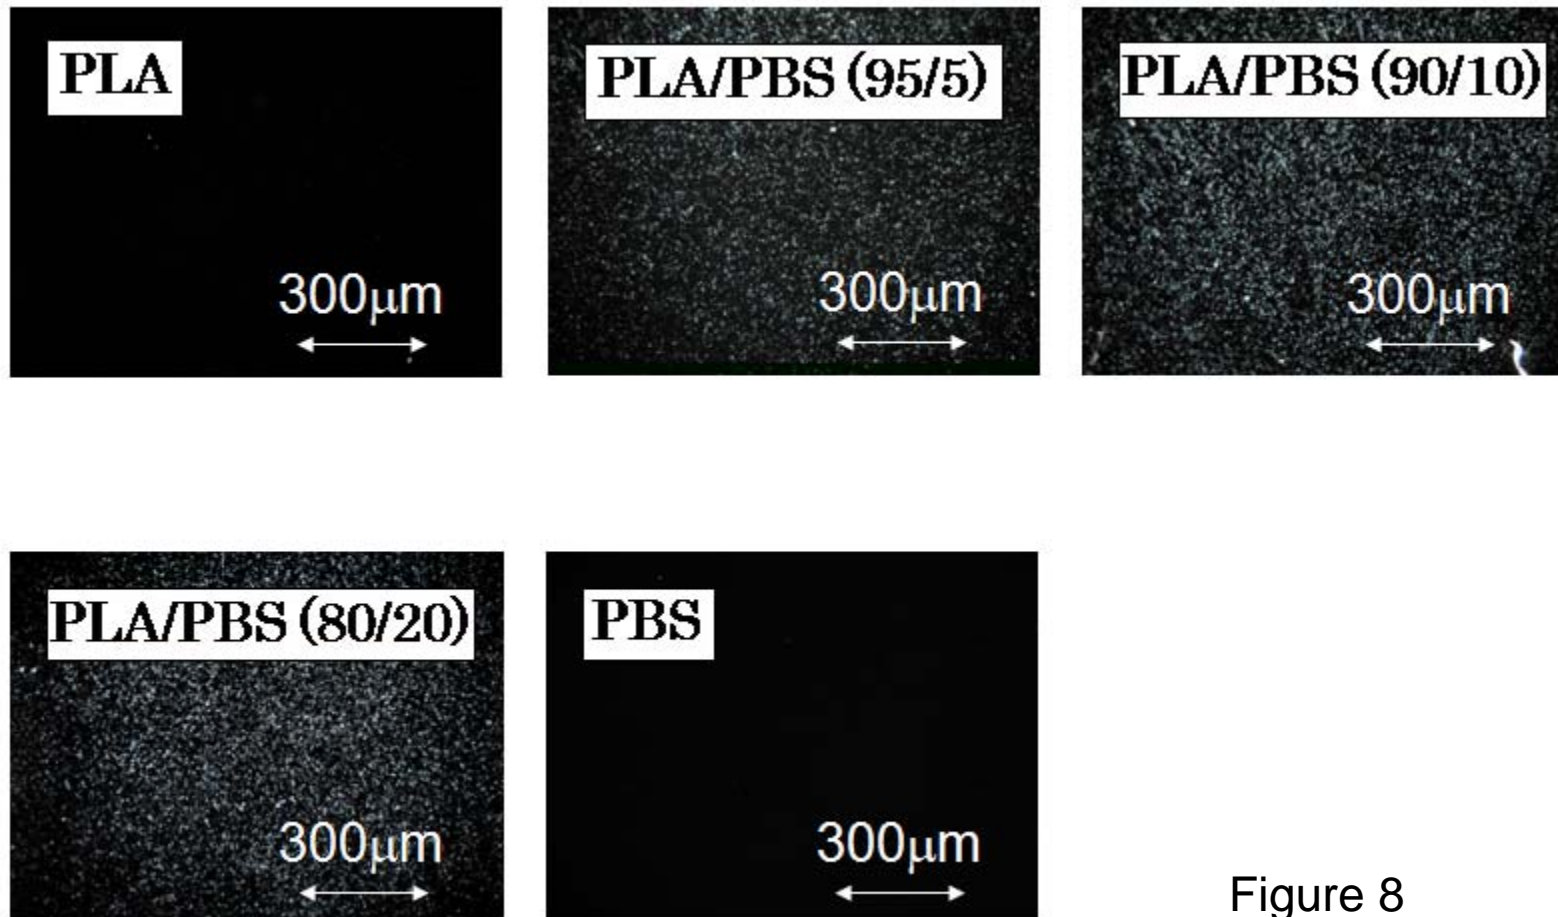 PLA
300μm
PLA/PBS (95/5)
300μm
PLA/PBS (90/10)
300μm
PLA/PBS (80/20)
300μm
PBS
300μm
Figure 8